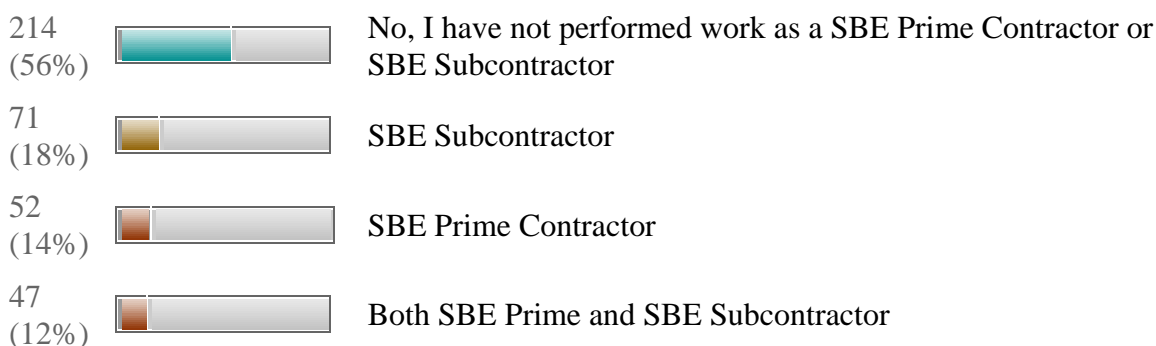 214
(56%)
No, I have not performed work as a SBE Prime Contractor or
SBE Subcontractor
71
(18%)
SBE Subcontractor
52
(14%)
SBE Prime Contractor
47
(12%)
Both SBE Prime and SBE Subcontractor